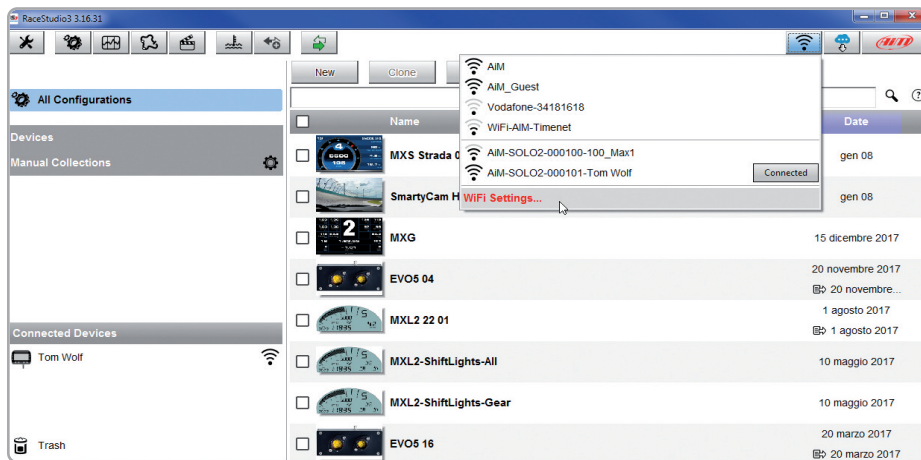 RaceStudio3 3.16.31
AiM
New
Clone
AiM
AiM_Guest
Vodafone-34181618
WiFi-AIM-Timenet
AiM-SOLO2-000100-100_Max1
AiM-SOLO2-000101-Tom Wolf
Connected
WiFi Settings...
All Configurations
Devices
Manual Collections
Connected Devices
Tom Wolf
Trash
Name
Date
MXS Strada 0
gen 08
SmartyCam H
gen 08
MXG
15 dicembre 2017
EVO5 04
20 novembre 2017
20 novembre...
MXL2 22 01
1 agosto 2017
1 agosto 2017
MXL2-ShiftLights-All
10 maggio 2017
MXL2-ShiftLights-Gear
10 maggio 2017
EVO5 16
20 marzo 2017
20 marzo 2017